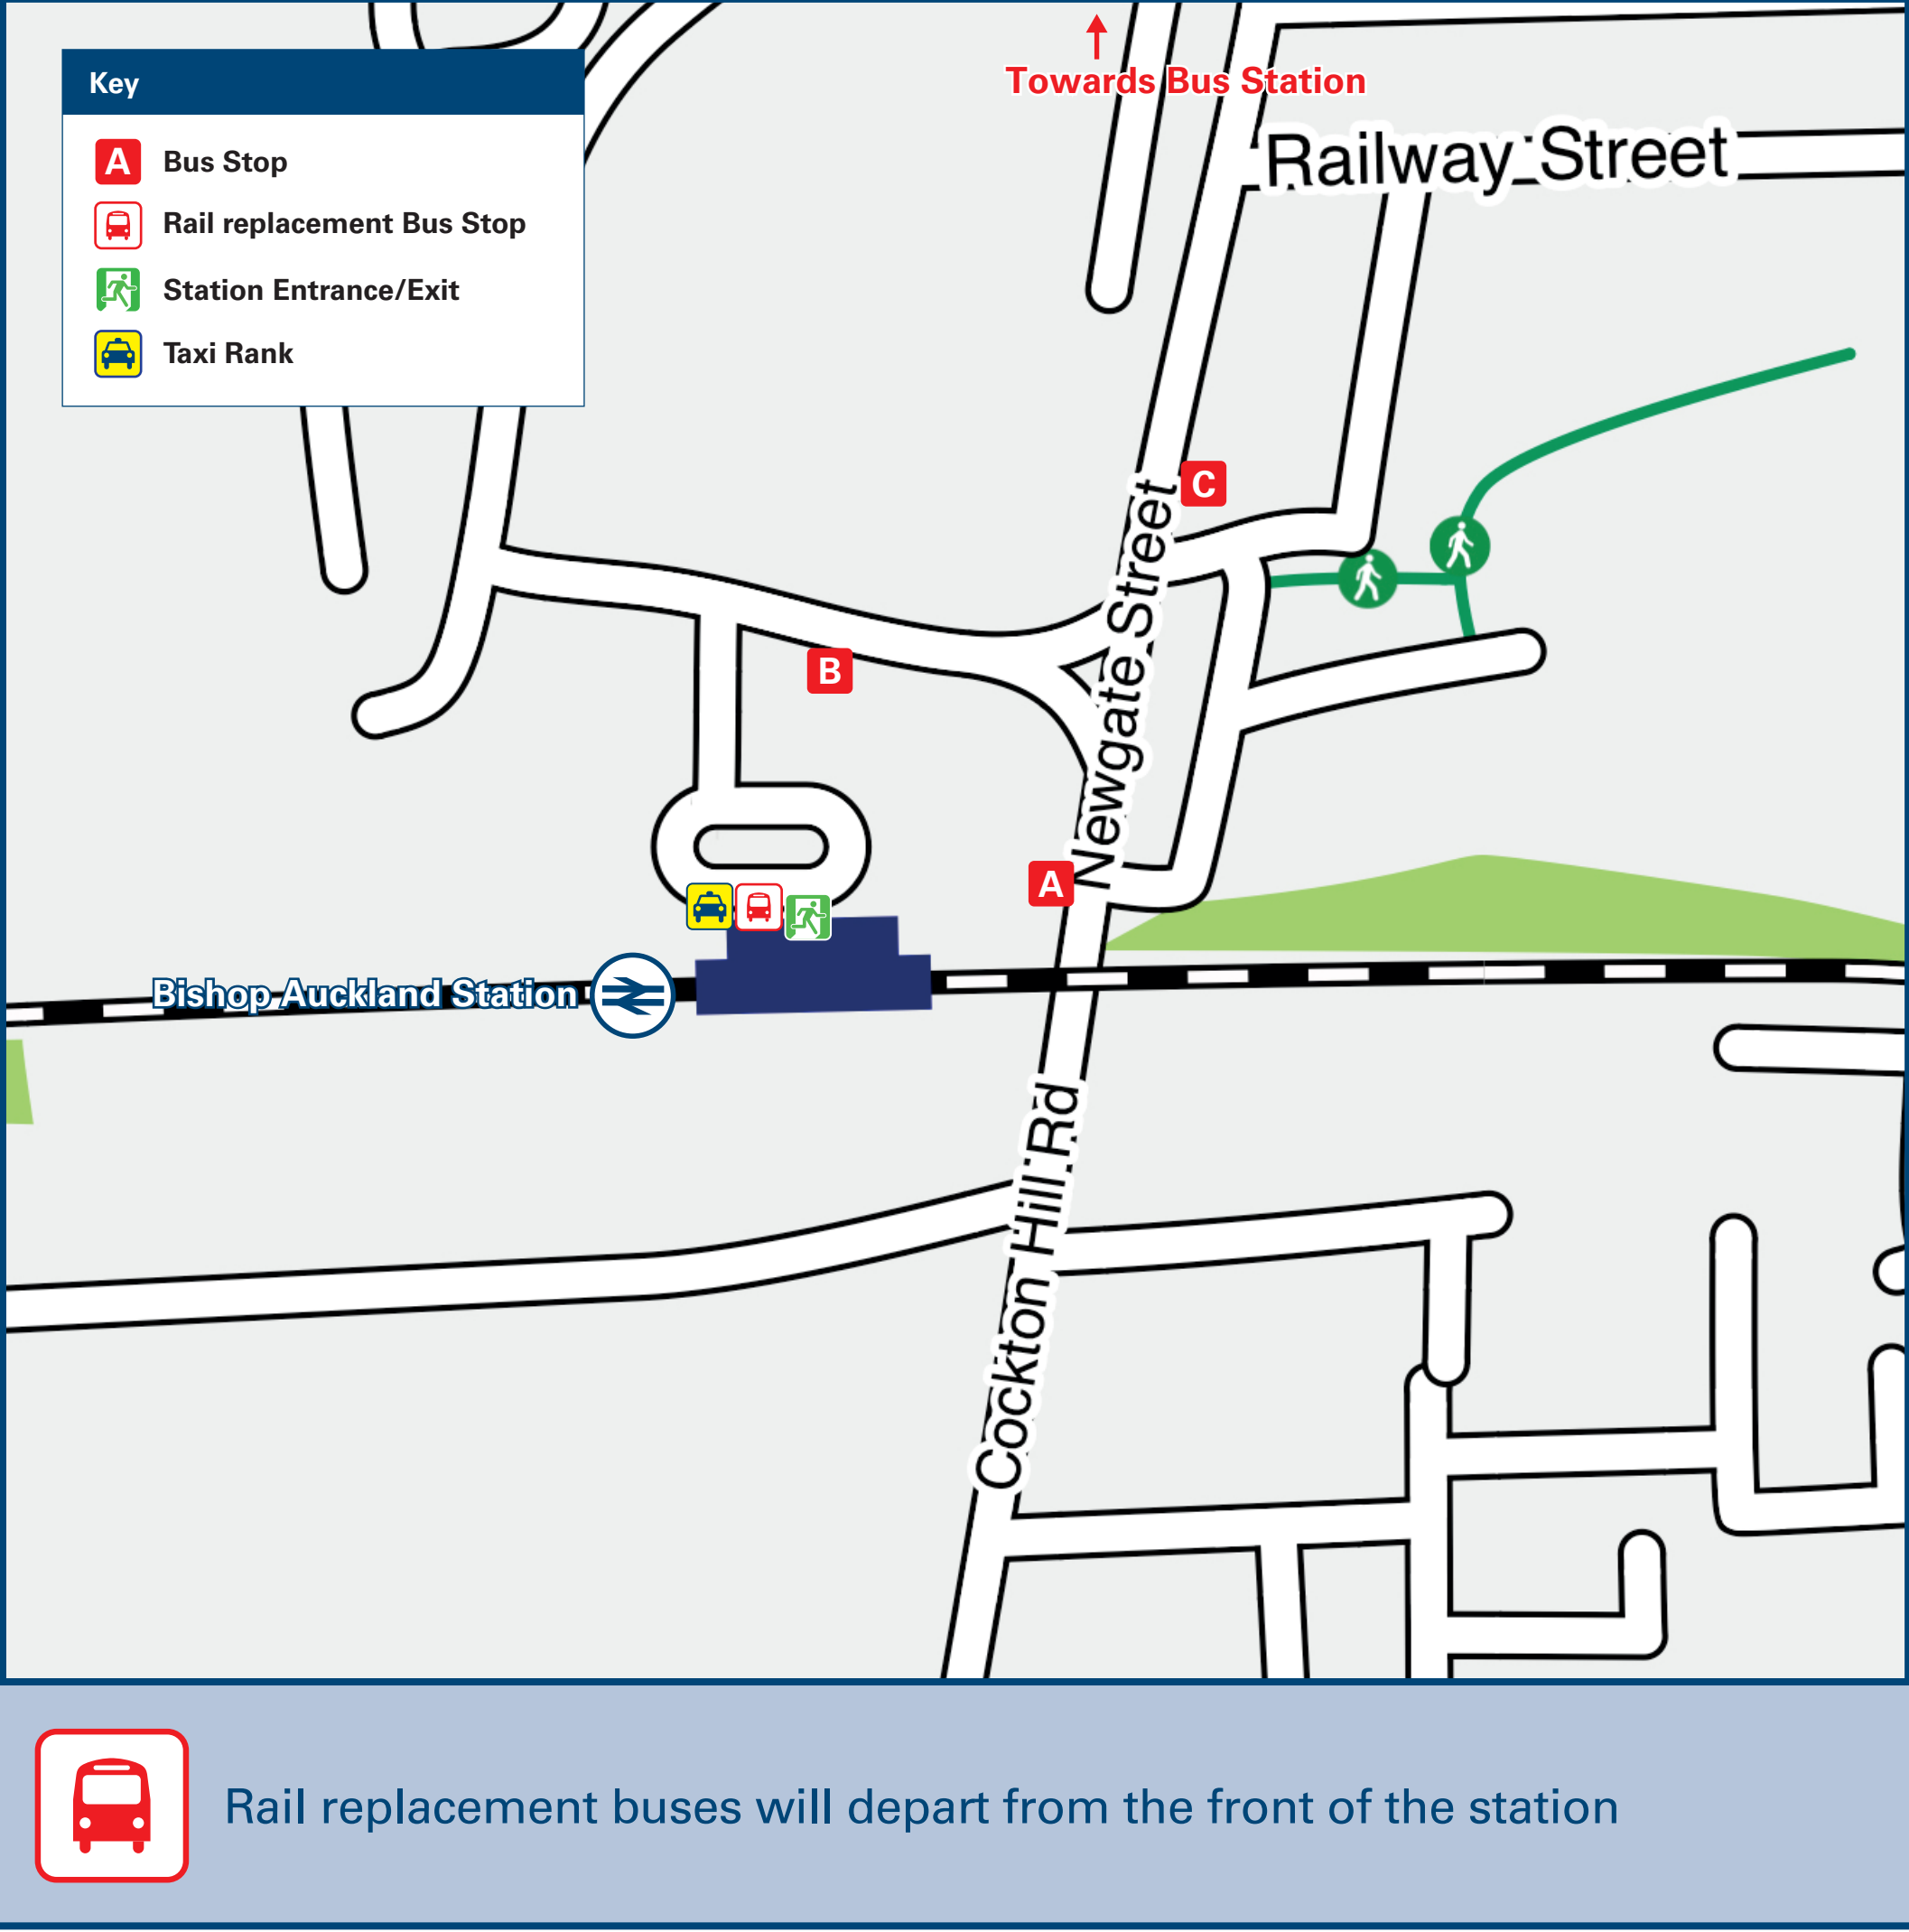 Towards Bus Station
Key
A Bus Stop
Rail replacement Bus Stop
Station Entrance/Exit
Taxi Rank
Railway Street
C
Newgate Street
B
A
Bishop Auckland Station
Cockton Hill Rd
Rail replacement buses will depart from the front of the station